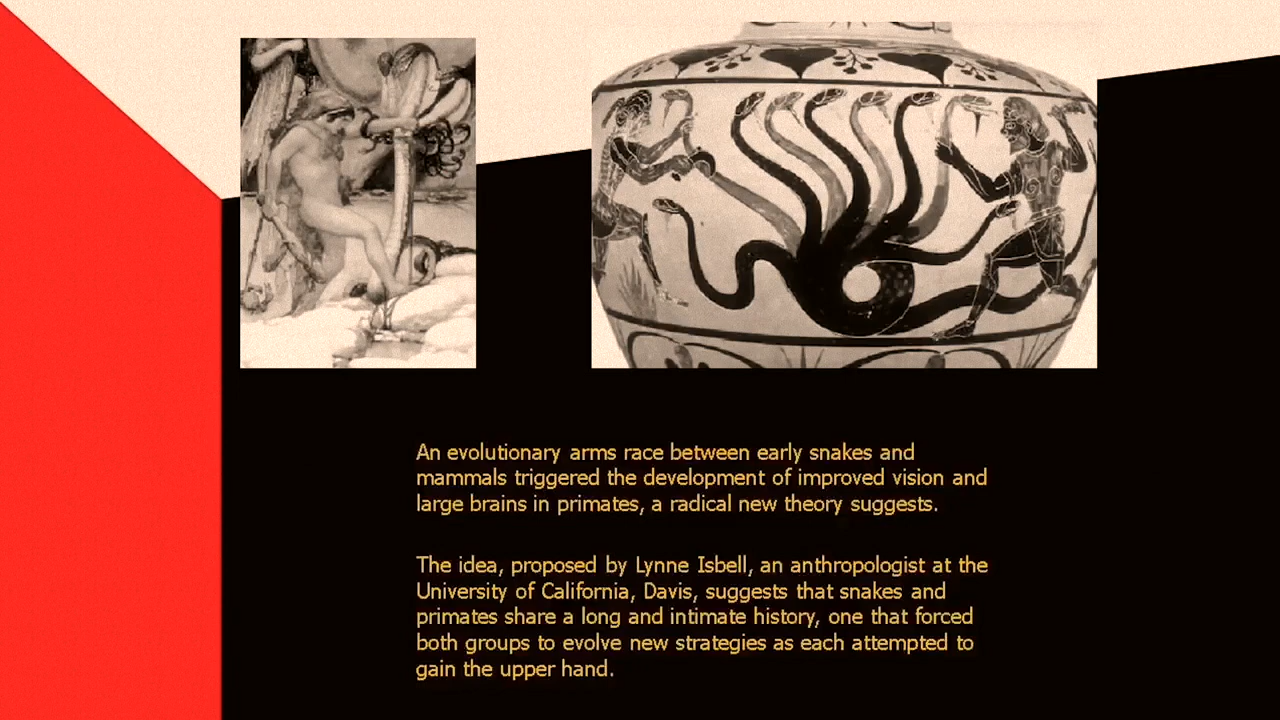 An evolutionary arms race between early snakes and
mammals triggered the development of improved vision and
large brains in primates, a radical new theory suggests.
The idea, proposed by Lynne Isbell, an anthropologist at the
University of California, Davis, suggests that snakes and
primates share a long and intimate history, one that forced
both groups to evolve new strategies as each attempted to
gain the upper hand.